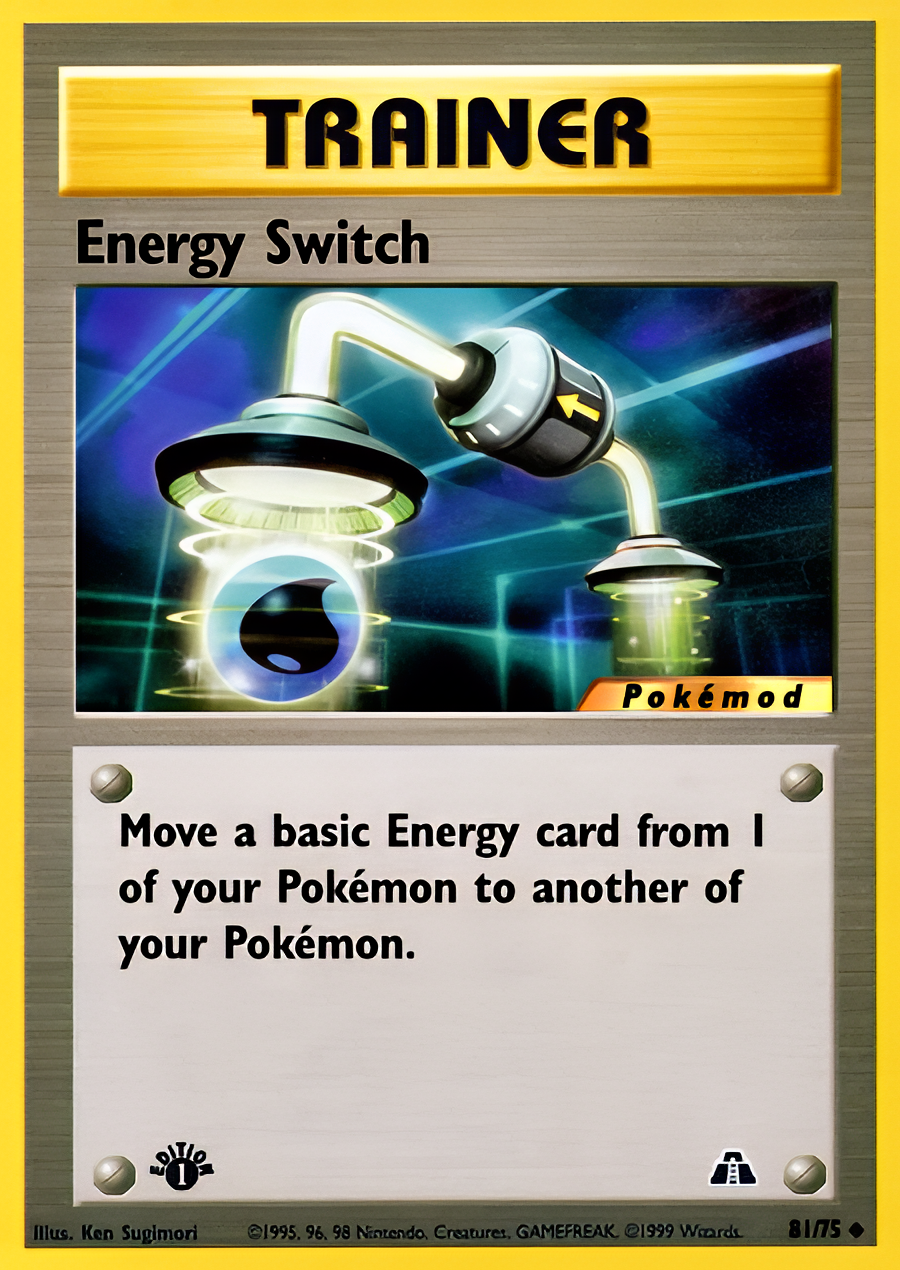 TRAINER
Energy Switch
Pokémod
Move a basic Energy card from 1
of your Pokémon to another of
your Pokémon.
EDITION
1
Illus. Ken Sugimori ©1995, 96, 98 Nintendo, Creatures, GAMEFREAK. ©1999 Wizards. 81/75